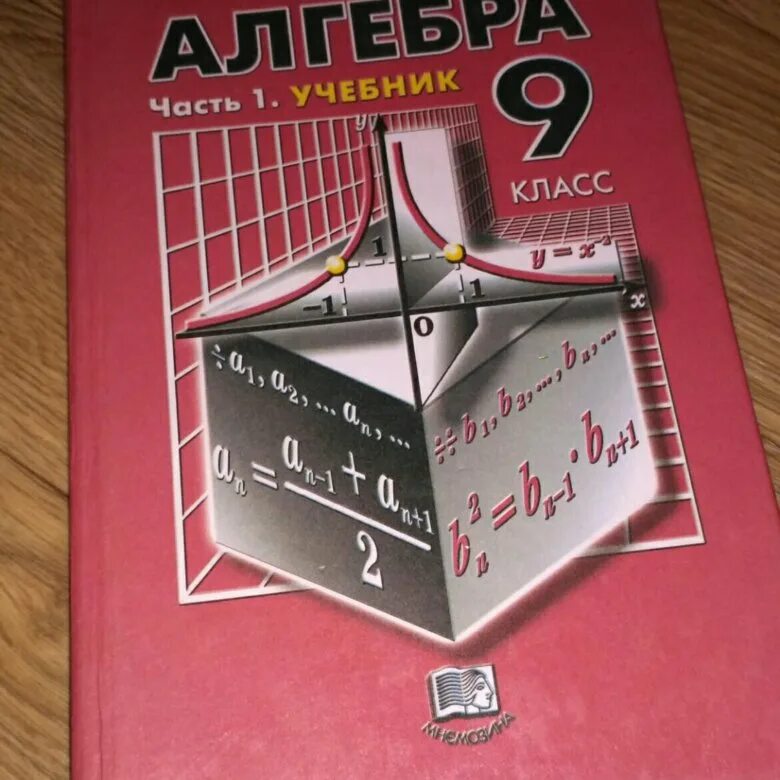 АЛГЕБРА
Часть 1. УЧЕБНИК 9
КЛАСС
y
1
y = x⁻²
−1
1
x
0
÷a₁, a₂, ... aₙ, ...
aₙ = (aₙ₋₁ + aₙ₊₁) / 2
÷÷ b₁, b₂, ..., bₙ, ...
bₙ² = bₙ₋₁ · bₙ₊₁
МНЕМОЗИНА